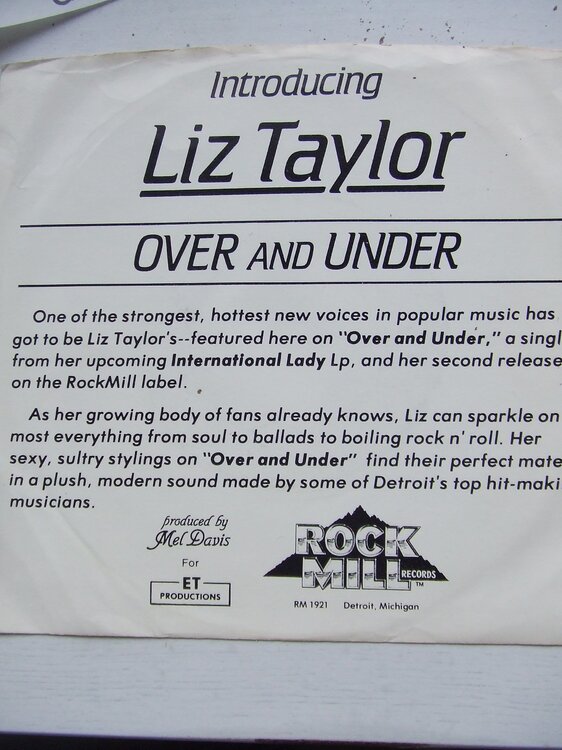 Introducing
Liz Taylor
OVER AND UNDER
One of the strongest, hottest new voices in popular music has
got to be Liz Taylor's--featured here on "Over and Under," a singl
from her upcoming International Lady Lp, and her second release
on the RockMill label.
As her growing body of fans already knows, Liz can sparkle on
most everything from soul to ballads to boiling rock n' roll. Her
sexy, sultry stylings on "Over and Under" find their perfect mate
in a plush, modern sound made by some of Detroit's top hit-maki
musicians.
produced by
Mel Davis
For
ET
PRODUCTIONS
ROCK
MILL RECORDS TM
RM 1921 Detroit, Michigan